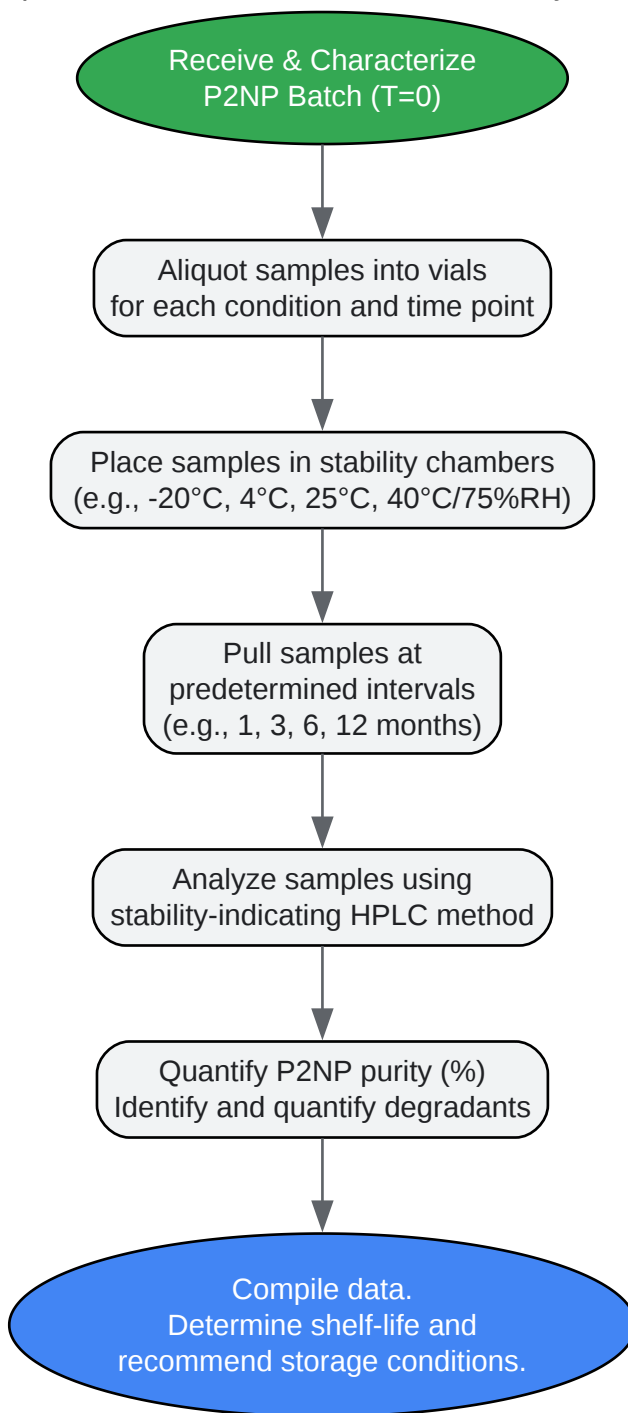 Receive & Characterize
P2NP Batch (T=0)
Aliquot samples into vials
for each condition and time point
Place samples in stability chambers
(e.g., -20°C, 4°C, 25°C, 40°C/75%RH)
Pull samples at
predetermined intervals
(e.g., 1, 3, 6, 12 months)
Analyze samples using
stability-indicating HPLC method
Quantify P2NP purity (%)
Identify and quantify degradants
Compile data.
Determine shelf-life and
recommend storage conditions.